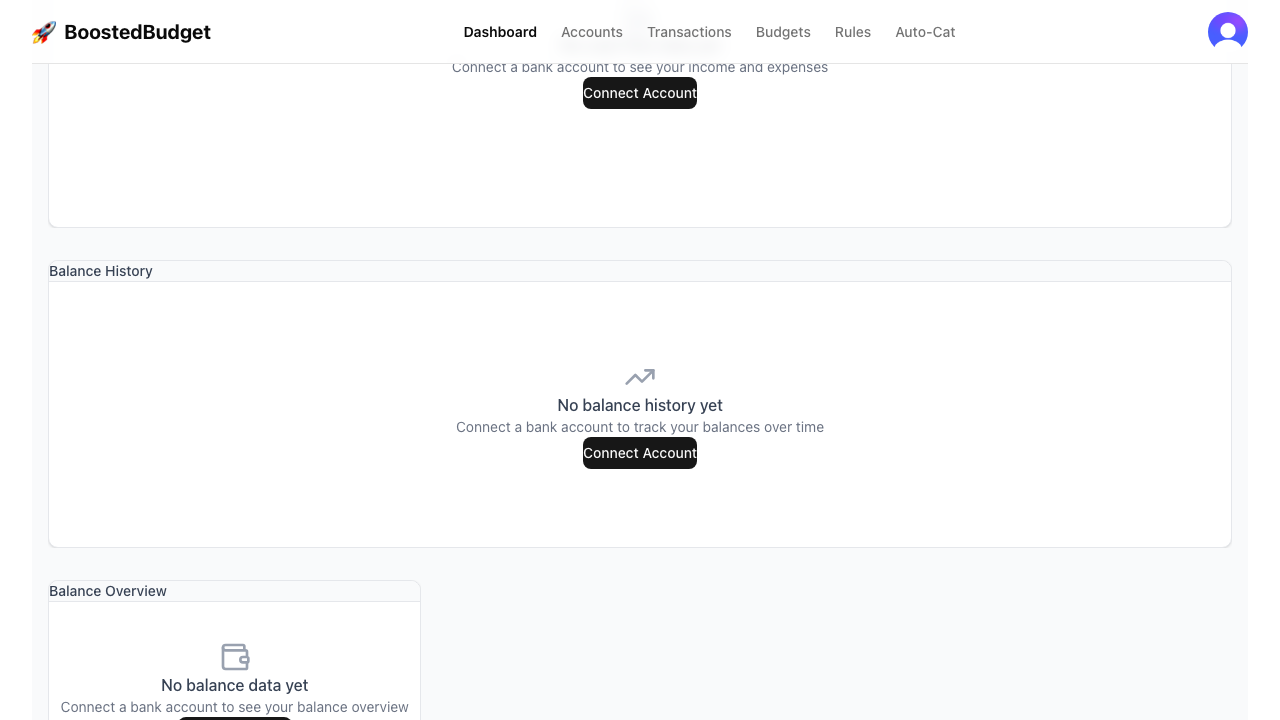 BoostedBudget
Dashboard
Accounts
Transactions
Budgets
Rules
Auto-Cat
Connect a bank account to see your income and expenses
Connect Account
Balance History
No balance history yet
Connect a bank account to track your balances over time
Connect Account
Balance Overview
No balance data yet
Connect a bank account to see your balance overview